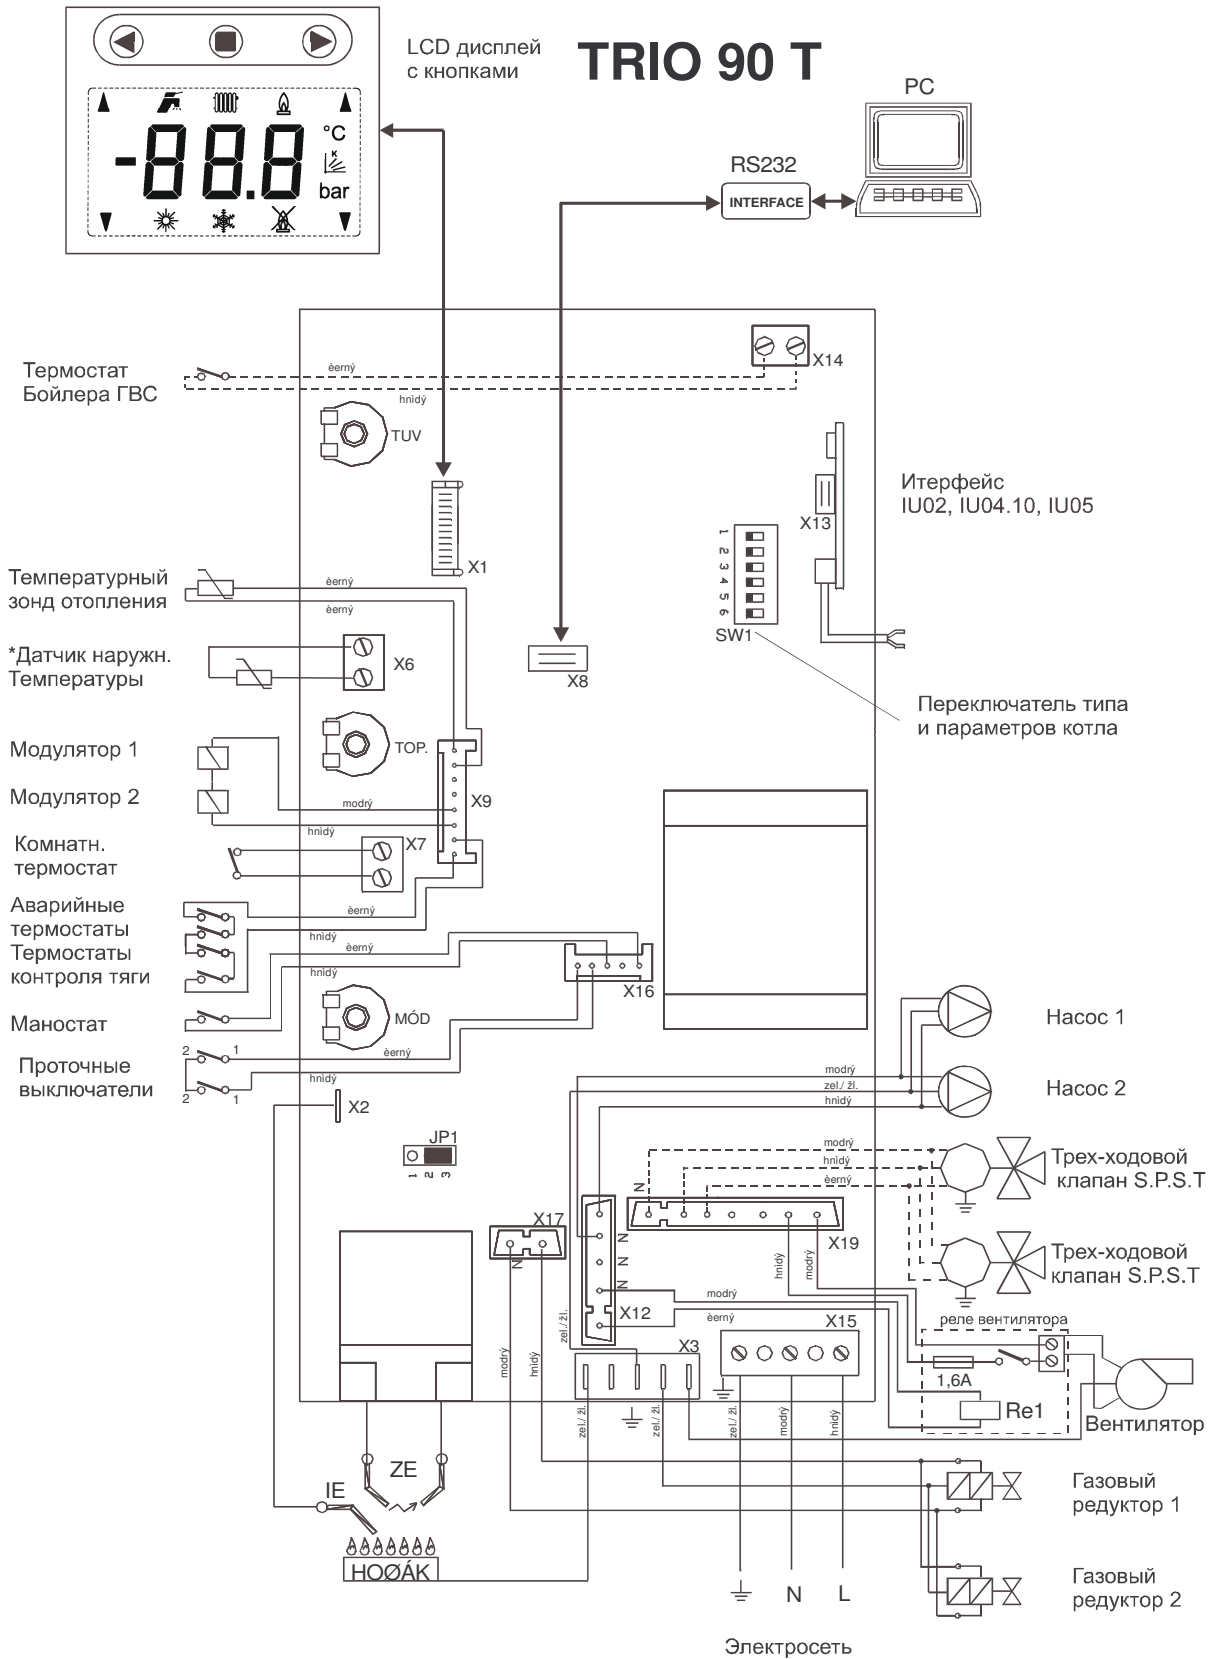 LCD дисплей
с кнопками
TRIO 90 T
PC
-88.8
°C
K
bar
RS232
INTERFACE
X14
Термостат
Бойлера ГВС
èerný
hnìdý
TUV
X1
X13
Итерфейс
IU02, IU04.10, IU05
1
2
3
4
5
6
SW1
Температурный
зонд отопления
èerný
èerný
*Датчик наружн.
Температуры
X6
X8
Переключатель типа
и параметров котла
TOP.
Модулятор 1
Модулятор 2
X9
modrý
hnìdý
Комнатн.
термостат
X7
Аварийные
термостаты
Термостаты
контроля тяги
èerný
hnìdý
èerný
hnìdý
X16
Маностат
MÓD
Проточные
выключатели
2
1
2
1
èerný
hnìdý
X2
JP1
1
2
3
Насос 1
Насос 2
modrý
zel./ žl.
hnìdý
modrý
hnìdý
èerný
Трех-ходовой
клапан S.P.S.T
Трех-ходовой
клапан S.P.S.T
N
X19
hnìdý
modrý
X17
N
N
N
N
X12
modrý
èerný
zel./ žl.
X3
X15
modrý
hnìdý
реле вентилятора
1,6A
Re1
Вентилятор
zel./ žl.
zel./ žl.
zel./ žl.
modrý
hnìdý
ZE
IE
HOØÁK
Газовый
редуктор 1
Газовый
редуктор 2
N
L
Электросеть